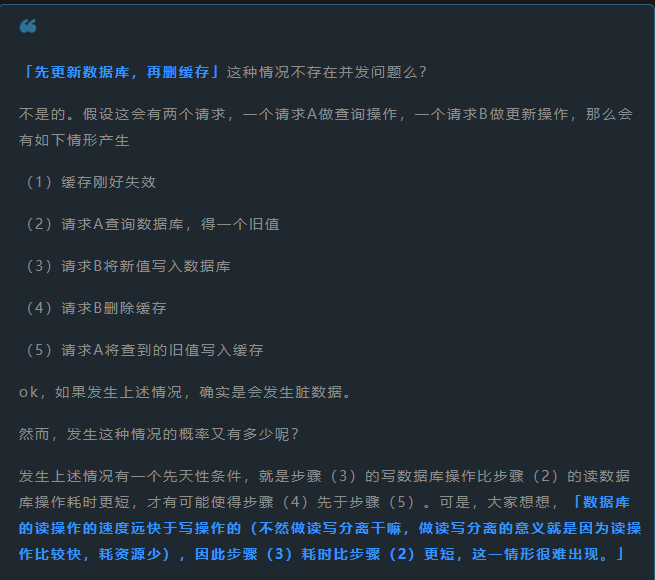 「先更新数据库，再删缓存」这种情况不存在并发问题么？
不是的。假设这会有两个请求，一个请求A做查询操作，一个请求B做更新操作，那么会
有如下情形产生
（1）缓存刚好失效
（2）请求A查询数据库，得一个旧值
（3）请求B将新值写入数据库
（4）请求B删除缓存
（5）请求A将查到的旧值写入缓存
ok，如果发生上述情况，确实是会发生脏数据。
然而，发生这种情况的概率又有多少呢？
发生上述情况有一个先天性条件，就是步骤（3）的写数据库操作比步骤（2）的读数据
库操作耗时更短，才有可能使得步骤（4）先于步骤（5）。可是，大家想想，「数据库
的读操作的速度远快于写操作的（不然做读写分离干嘛，做读写分离的意义就是因为读操
作比较快，耗资源少），因此步骤（3）耗时比步骤（2）更短，这一情形很难出现。」